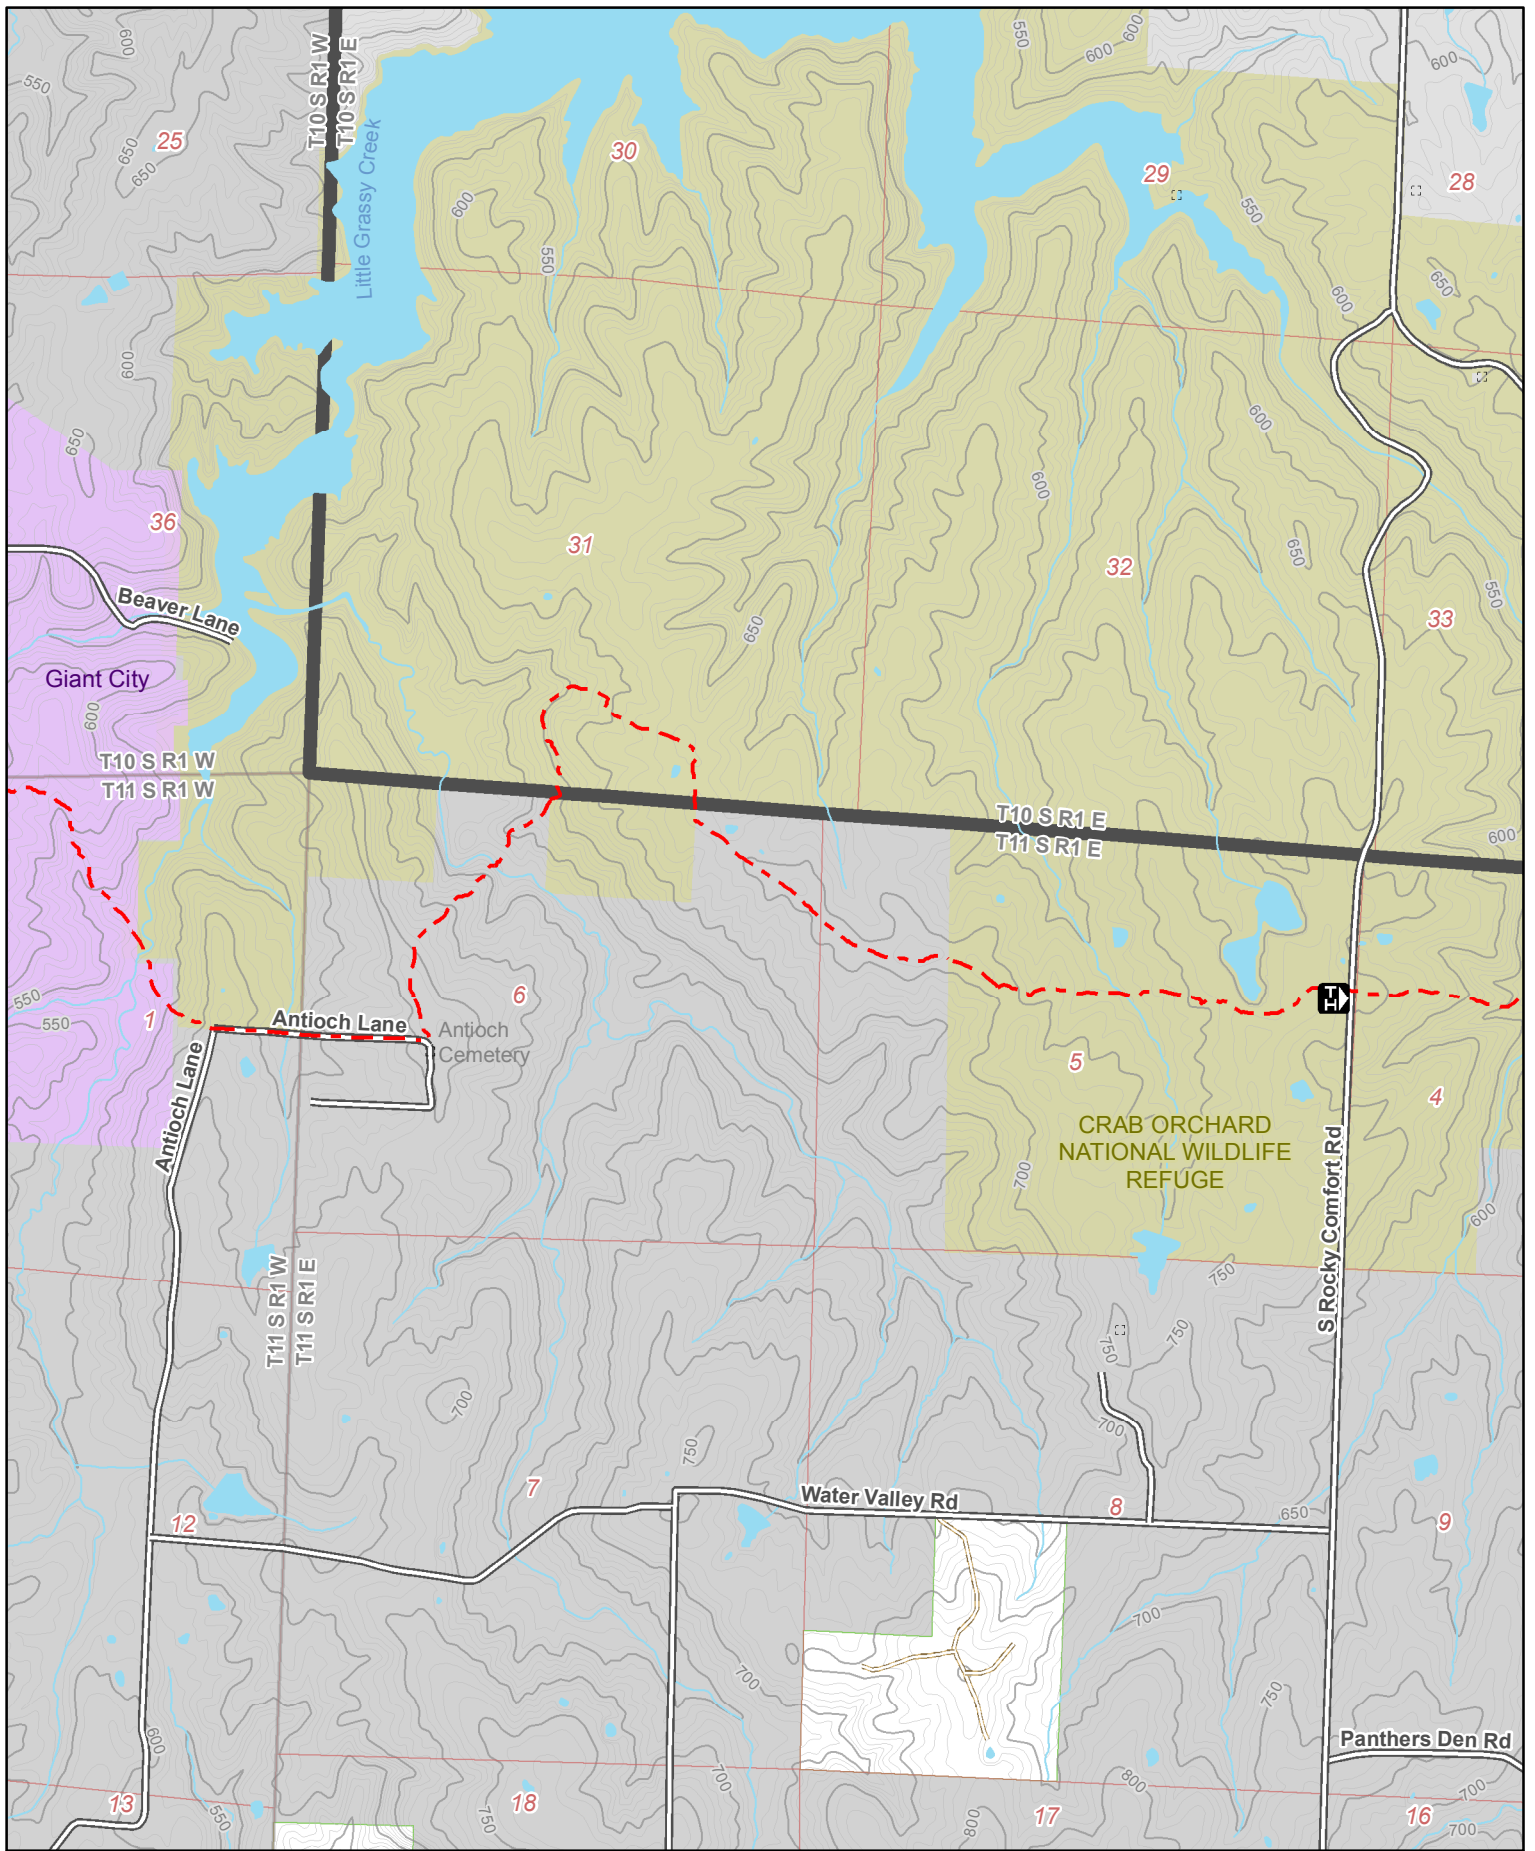 600
550
T10 S R1 W
T10 S R1 E
550
600
600
600
25
650
650
Little Grassy Creek
30
600
550
29
550
28
650
600
600
650
36
31
600
600
32
650
550
33
Beaver Lane
650
Giant City
600
T10 S R1 W
T11 S R1 W
T10 S R1 E
T11 S R1 E
600
550
550
1
6
Antioch Lane
Antioch
Cemetery
T
H
5
4
Antioch Lane
CRAB ORCHARD
NATIONAL WILDLIFE
REFUGE
700
S Rocky Comfort Rd
600
T11 S R1 W
T11 S R1 E
750
750
750
700
700
750
7
Water Valley Rd
8
650
9
12
700
700
750
600
Panthers Den Rd
13
550
18
750
700
800
17
800
16
700
700